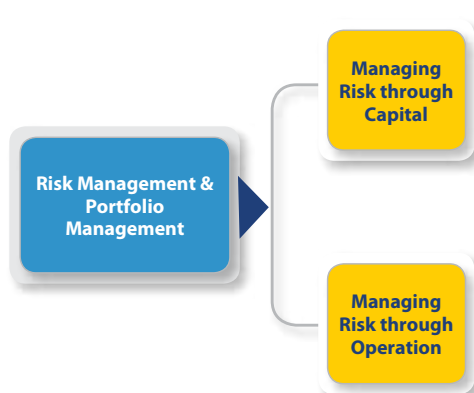 Managing
Risk through
Capital
Risk Management &
Portfolio
Management
Managing
Risk through
Operation